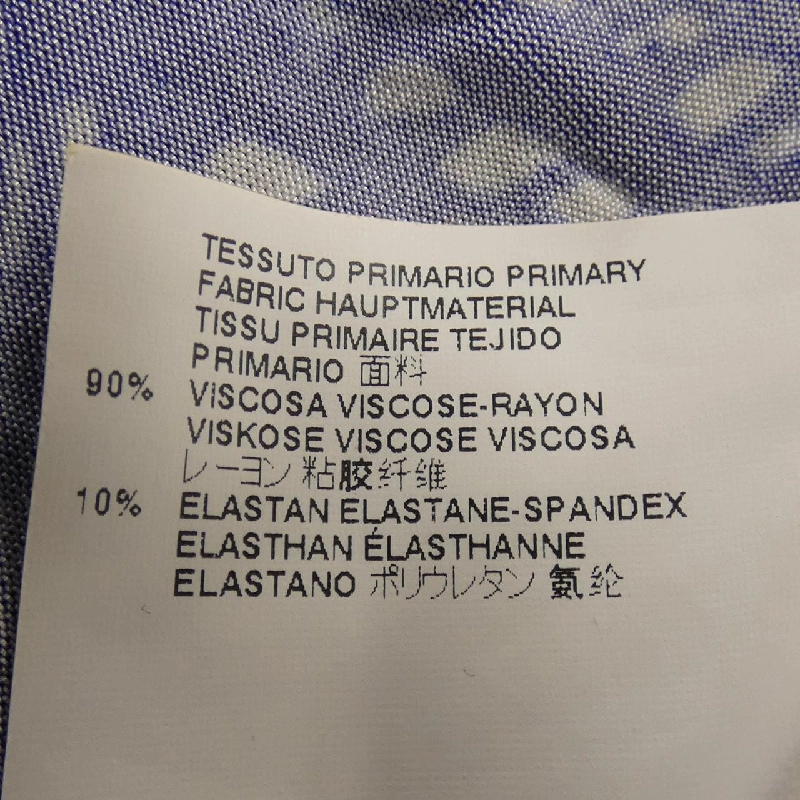 TESSUTO PRIMARIO PRIMARY
FABRIC HAUPTMATERIAL
TISSU PRIMAIRE TEJIDO
PRIMARIO 面料
90% VISCOSA VISCOSE-RAYON
VISKOSE VISCOSE VISCOSA
レーヨン 粘胶纤维
10% ELASTAN ELASTANE-SPANDEX
ELASTHAN ÉLASTHANNE
ELASTANO ポリウレタン 氨纶